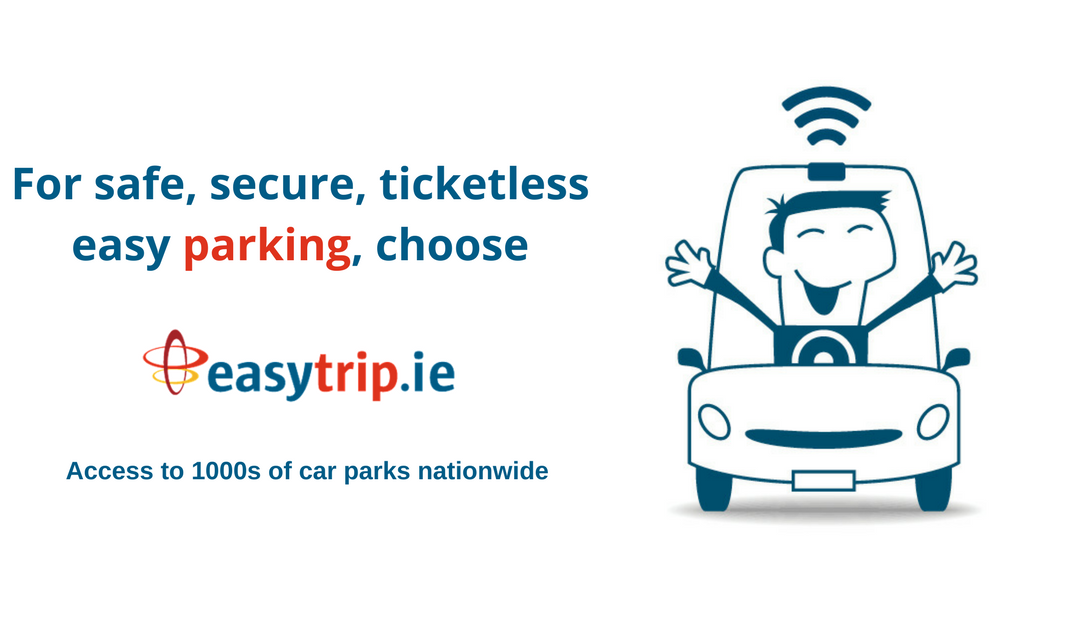 For safe, secure, ticketless
easy parking, choose
easytrip.ie
Access to 1000s of car parks nationwide